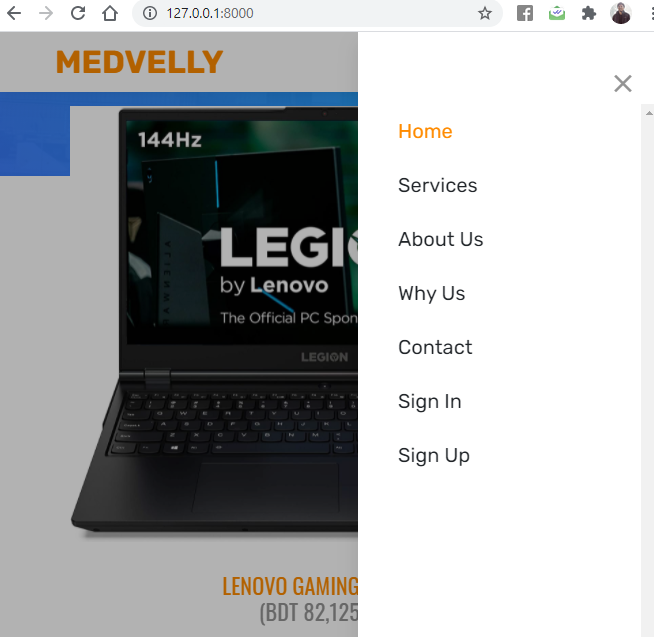 127.0.0.1:8000
MEDVELLY
Home
Services
About Us
Why Us
Contact
Sign In
Sign Up
144Hz
LEGION
by Lenovo
The Official PC Spon
LEGION
LENOVO GAMING
(BDT 82,125